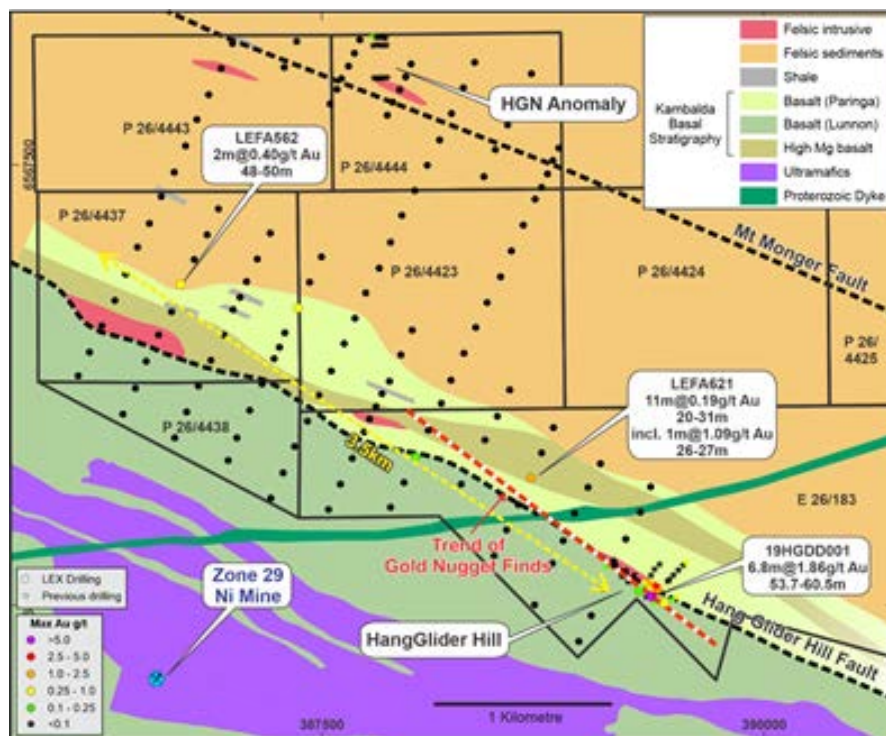 Felsic intrusive
Felsic sediments
Shale
Basalt (Paringa)
Basalt (Lunnon)
High Mg basalt
Ultramafics
Proterozoic Dyke
Kambalda
Basal
Stratigraphy
HGN Anomaly
P 26/4443
LEFA562
2m@0.40g/t Au
48-50m
P 26/4444
6567500
P 26/4437
P 26/4423
P 26/4424
Mt Monger Fault
P 26/
4425
LEFA621
11m@0.19g/t Au
20-31m
incl. 1m@1.09g/t Au
26-27m
P 26/4438
3.5km
E 26/183
Trend of
Gold Nugget Finds
19HGDD001
6.8m@1.86g/t Au
53.7-60.5m
Zone 29
Ni Mine
HangGlider Hill
Hang Glider Hill Fault
LEX Drilling
Previous drilling
Max Au g/t
>5.0
2.5 - 5.0
1.0 - 2.5
0.25 - 1.0
0.1 - 0.25
<0.1
387500
1 Kilometre
390000